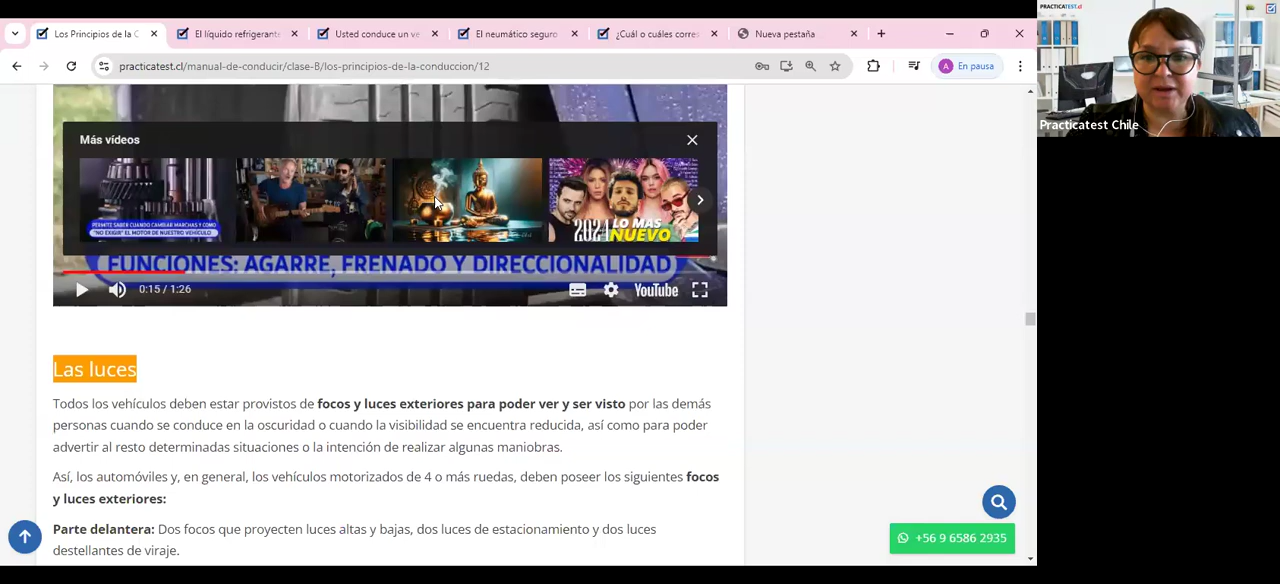 Los Principios de la C
El líquido refrigerante
Usted conduce un ve
El neumático seguro
¿Cuál o cuáles corres
Nueva pestaña
practicatest.cl/manual-de-conducir/clase-B/los-principios-de-la-conduccion/12
A
En pausa
PRACTICATEST.cl
Practicatest Chile
Más vídeos
PERMITE SABER CUANDO CAMBIAR MARCHAS Y COMO
"NO EXIGIR" EL MOTOR DE NUESTRO VEHÍCULO
2024 LO MAS
NUEVO
FUNCIONES: AGARRE, FRENADO Y DIRECCIONALIDAD
0:15 / 1:26
YouTube
Las luces
Todos los vehículos deben estar provistos de focos y luces exteriores para poder ver y ser visto por las demás
personas cuando se conduce en la oscuridad o cuando la visibilidad se encuentra reducida, así como para poder
advertir al resto determinadas situaciones o la intención de realizar algunas maniobras.
Así, los automóviles y, en general, los vehículos motorizados de 4 o más ruedas, deben poseer los siguientes focos
y luces exteriores:
Parte delantera: Dos focos que proyecten luces altas y bajas, dos luces de estacionamiento y dos luces
destellantes de viraje.
+56 9 6586 2935